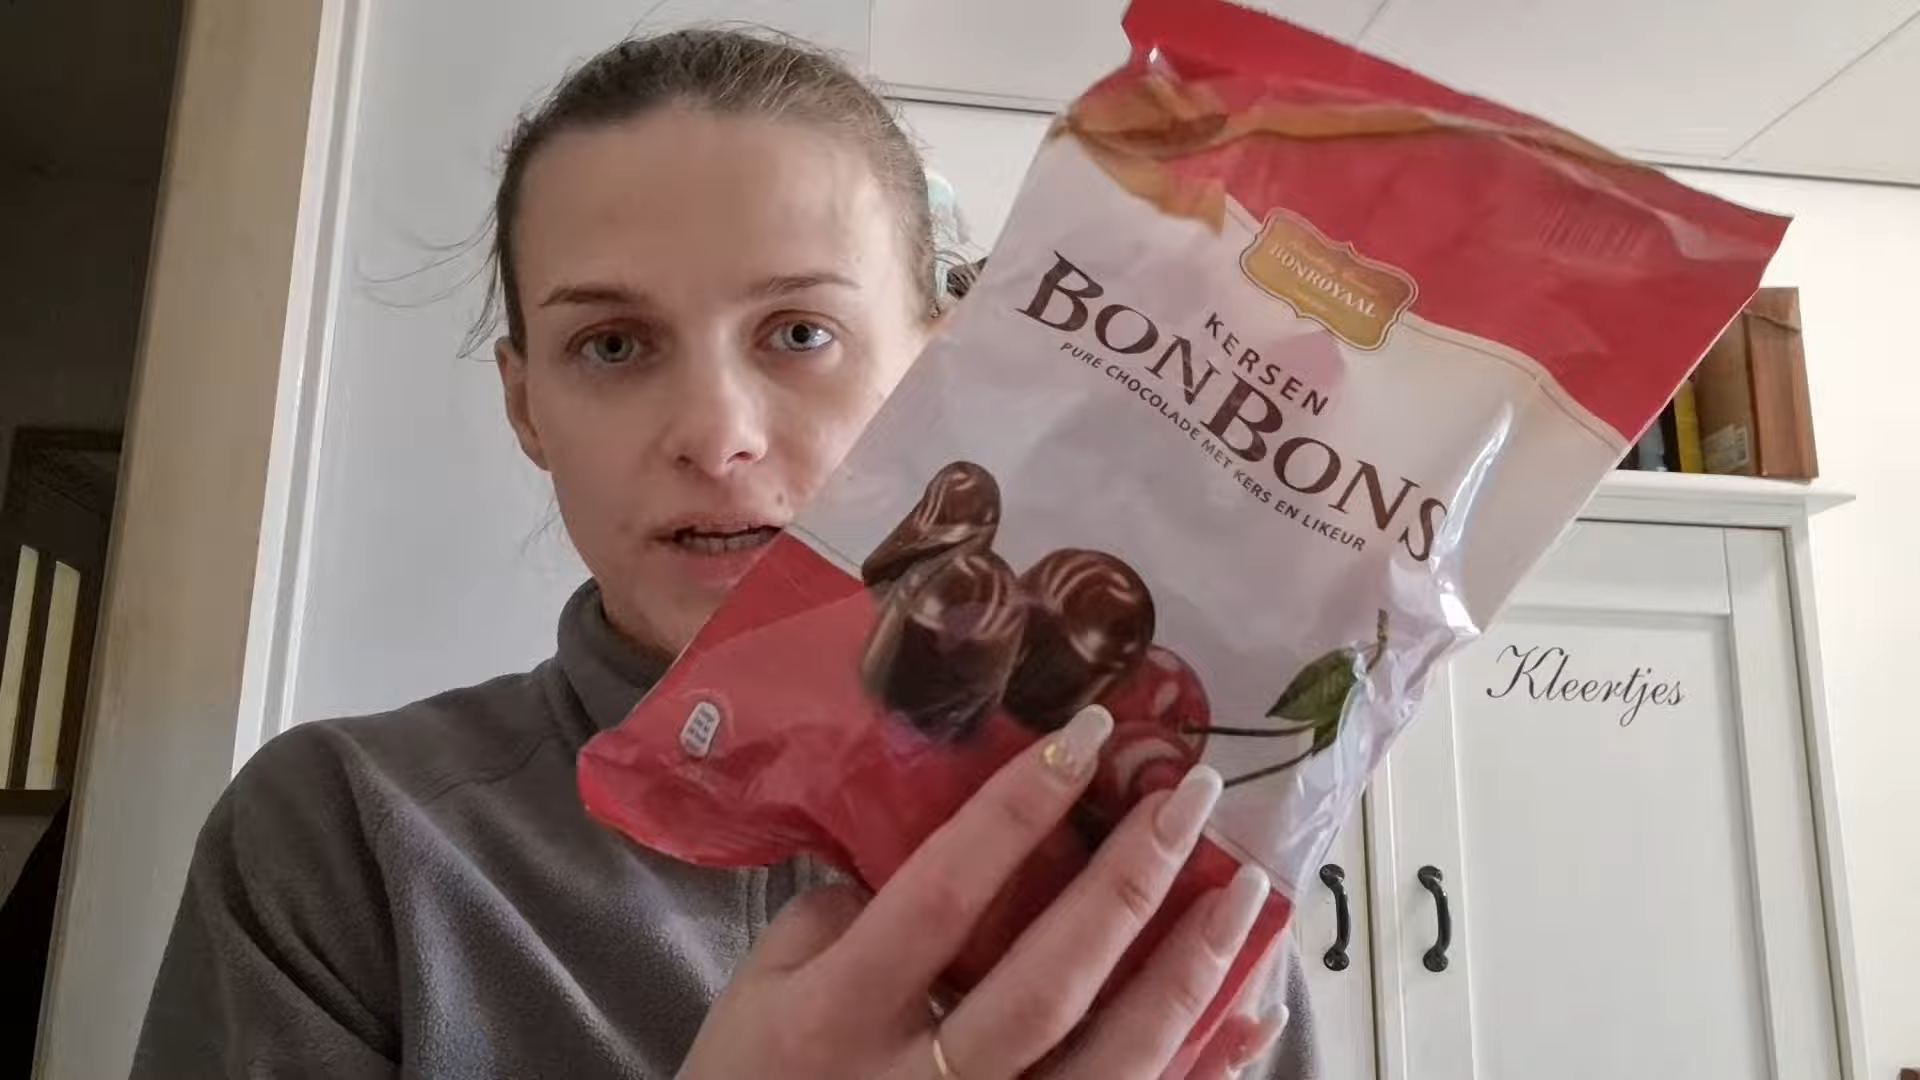 BONROYAAL
KERSEN
BONBONS
PURE CHOCOLADE MET KERS EN LIKEUR
Kleertjes